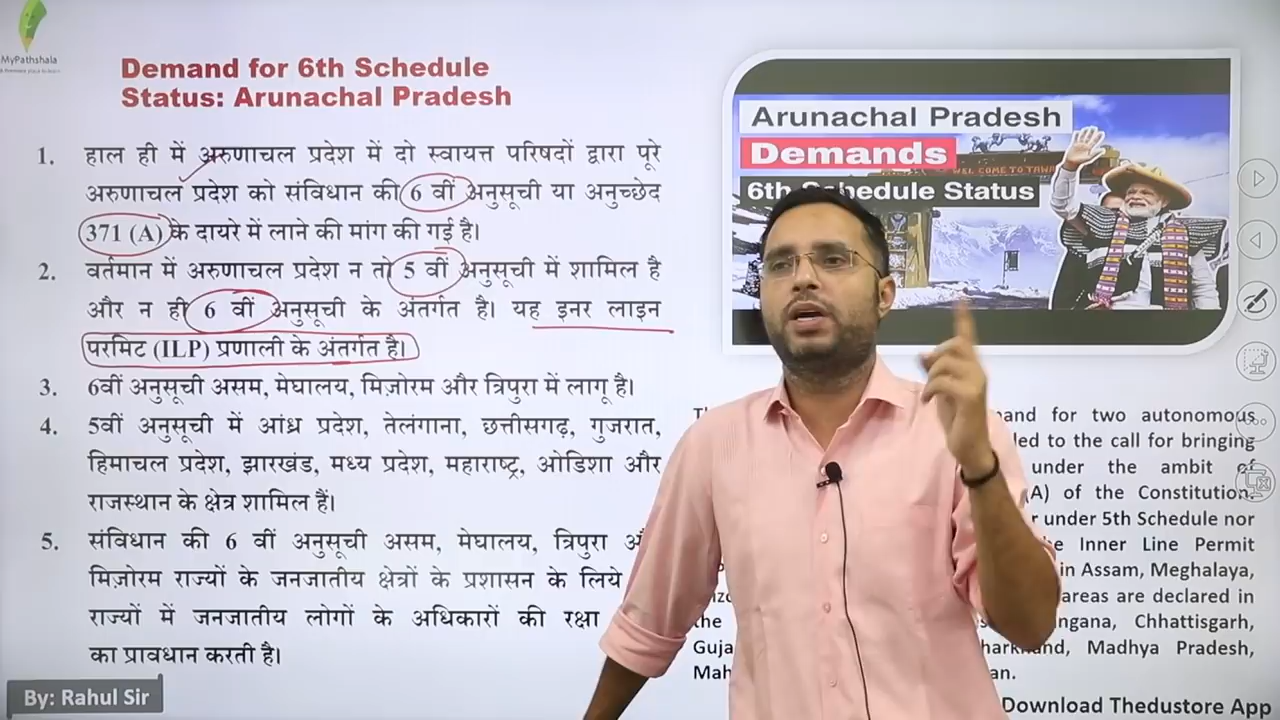 MyPathshala
Demand for 6th Schedule
Status: Arunachal Pradesh
1. हाल ही में अरुणाचल प्रदेश में दो स्वायत्त परिषदों द्वारा पूरे
अरुणाचल प्रदेश को संविधान की 6 वीं अनुसूची या अनुच्छेद
371 (A) के दायरे में लाने की मांग की गई है।
2. वर्तमान में अरुणाचल प्रदेश न तो 5 वीं अनुसूची में शामिल है
और न ही 6 वीं अनुसूची के अंतर्गत है। यह इनर लाइन
परमिट (ILP) प्रणाली के अंतर्गत है।
3. 6वीं अनुसूची असम, मेघालय, मिज़ोरम और त्रिपुरा में लागू है।
4. 5वीं अनुसूची में आंध्र प्रदेश, तेलंगाना, छत्तीसगढ़, गुजरात,
हिमाचल प्रदेश, झारखंड, मध्य प्रदेश, महाराष्ट्र, ओडिशा और
राजस्थान के क्षेत्र शामिल हैं।
5. संविधान की 6 वीं अनुसूची असम, मेघालय, त्रिपुरा
मिज़ोरम राज्यों के जनजातीय क्षेत्रों के प्रशासन के लिये
राज्यों में जनजातीय लोगों के अधिकारों की रक्षा
का प्रावधान करती है।
By: Rahul Sir
Arunachal Pradesh
Demands
WELCOME TO
6th Schedule Status
for two autonomous
to the call for bringing
under the ambit of
(A) of the Constitution.
under 5th Schedule nor
Inner Line Permit
in Assam, Meghalaya,
areas are declared in
the Chhattisgarh,
Madhya Pradesh,
Download Thedustore App